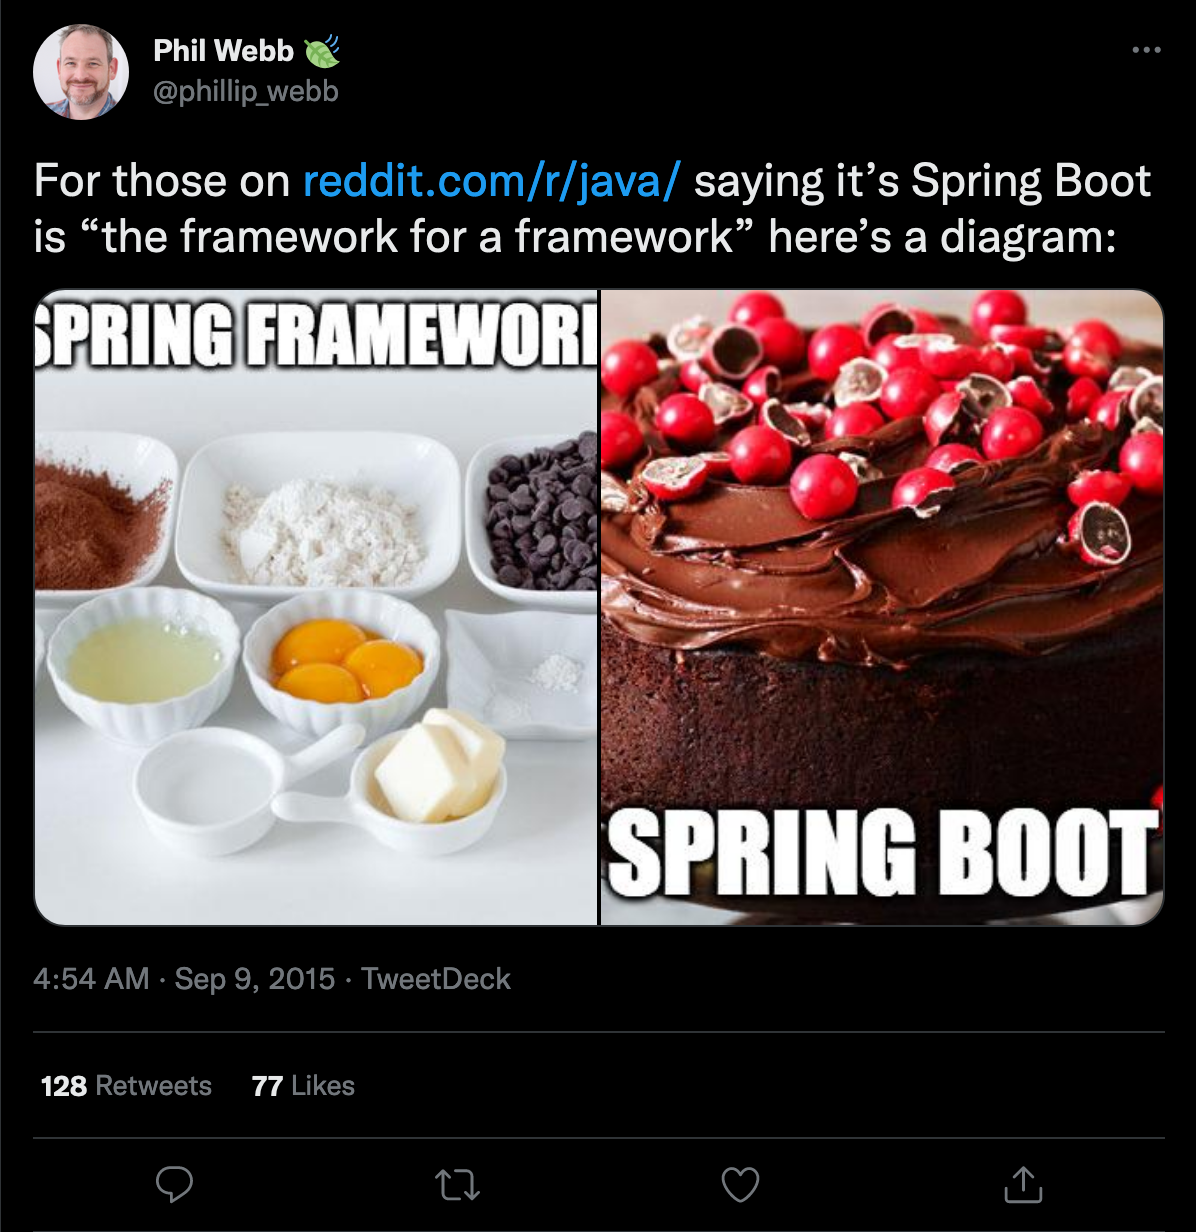 Phil Webb
@phillip_webb
For those on reddit.com/r/java/ saying it’s Spring Boot
is “the framework for a framework” here’s a diagram:
SPRING FRAMEWORK
SPRING BOOT
4:54 AM · Sep 9, 2015 · TweetDeck
128 Retweets 77 Likes